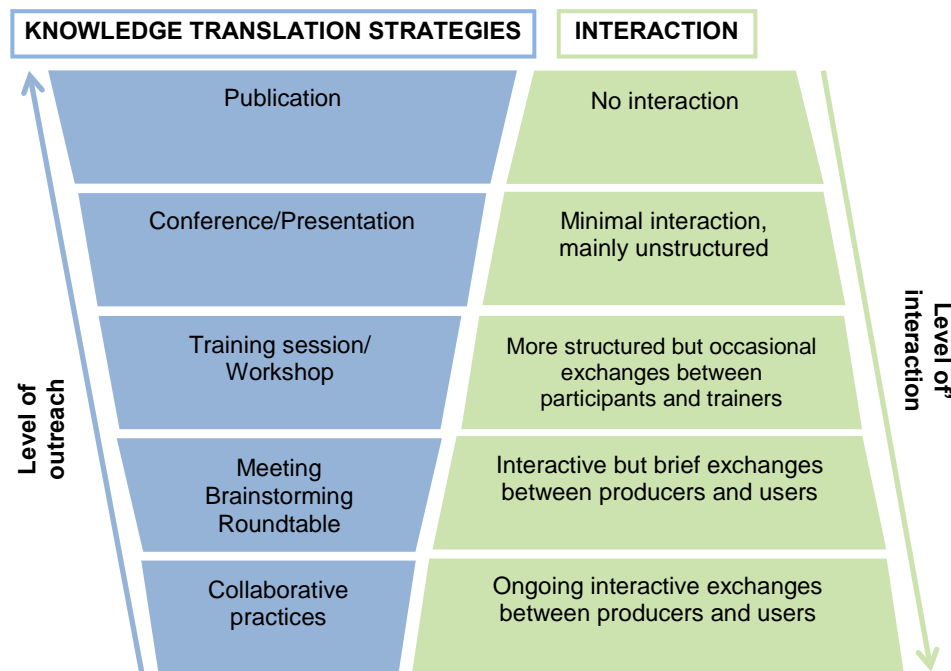 KNOWLEDGE TRANSLATION STRATEGIES
INTERACTION
Publication
No interaction
Conference/Presentation
Minimal interaction,
mainly unstructured
Training session/
Workshop
More structured but occasional
exchanges between
participants and trainers
Meeting
Brainstorming
Roundtable
Interactive but brief exchanges
between producers and users
Collaborative
practices
Ongoing interactive exchanges
between producers and users
Level of
outreach
Level of
interaction